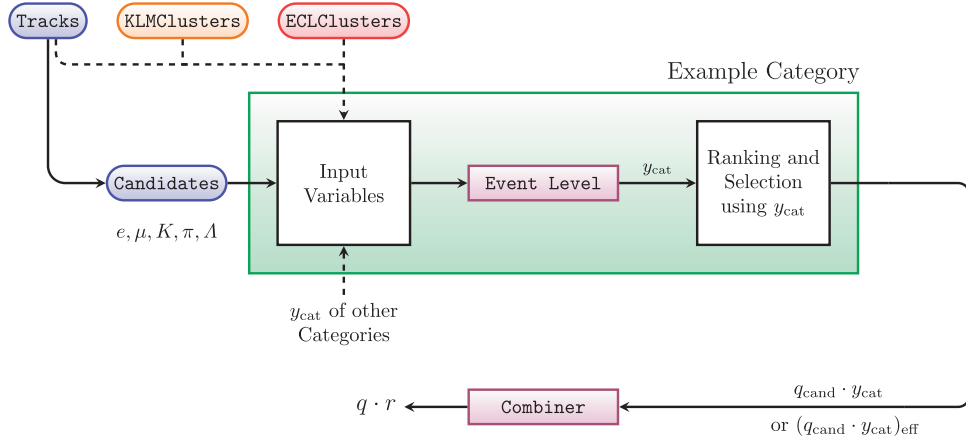 Tracks KLMClusters ECLClusters
Example Category
Input
Variables
Candidates
Event Level
y_cat
Ranking and
Selection
using y_cat
e, μ, K, π, Λ
y_cat of other
Categories
q · r
Combiner
q_cand · y_cat
or (q_cand · y_cat)_eff